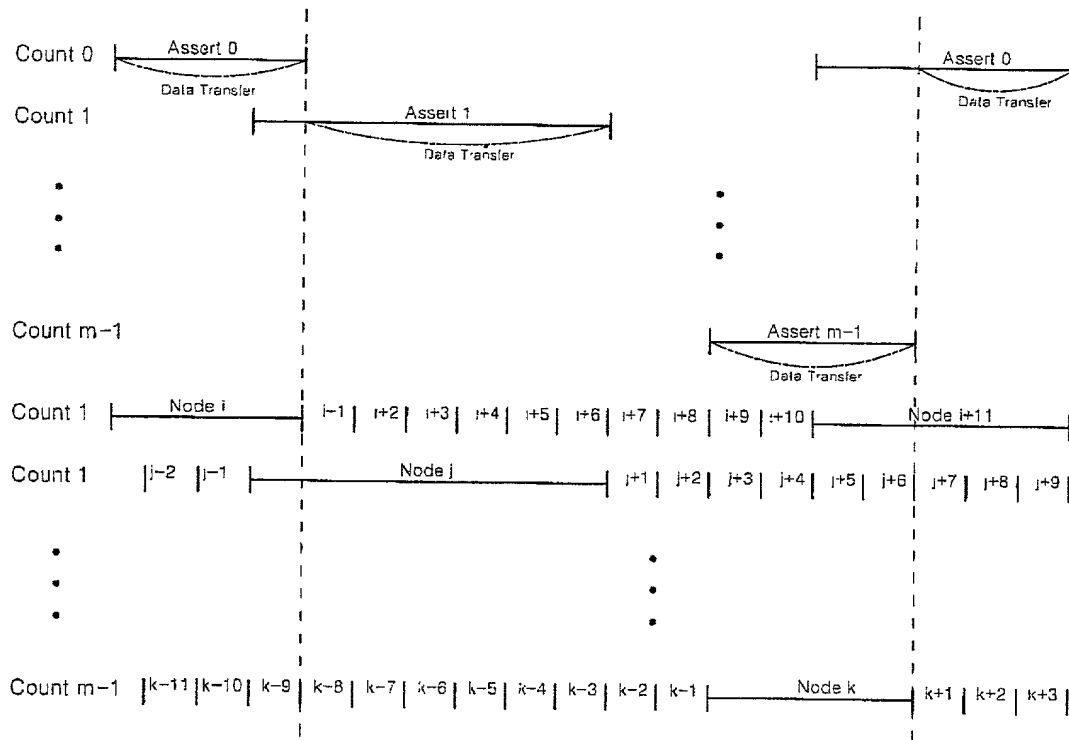 Count 0 Assert 0 Assert 0
Data Transfer Data Transfer
Count 1 Assert 1
Data Transfer
Count m-1 Assert m-1
Data Transfer
Count 1 Node i i-1 i+2 i+3 i+4 i+5 i+6 i+7 i+8 i+9 i+10 Node i+11
Count 1 j-2 j-1 Node j j+1 j+2 j+3 j+4 j+5 j+6 j+7 j+8 j+9
Count m-1 k-11 k-10 k-9 k-8 k-7 k-6 k-5 k-4 k-3 k-2 k-1 Node k k+1 k+2 k+3